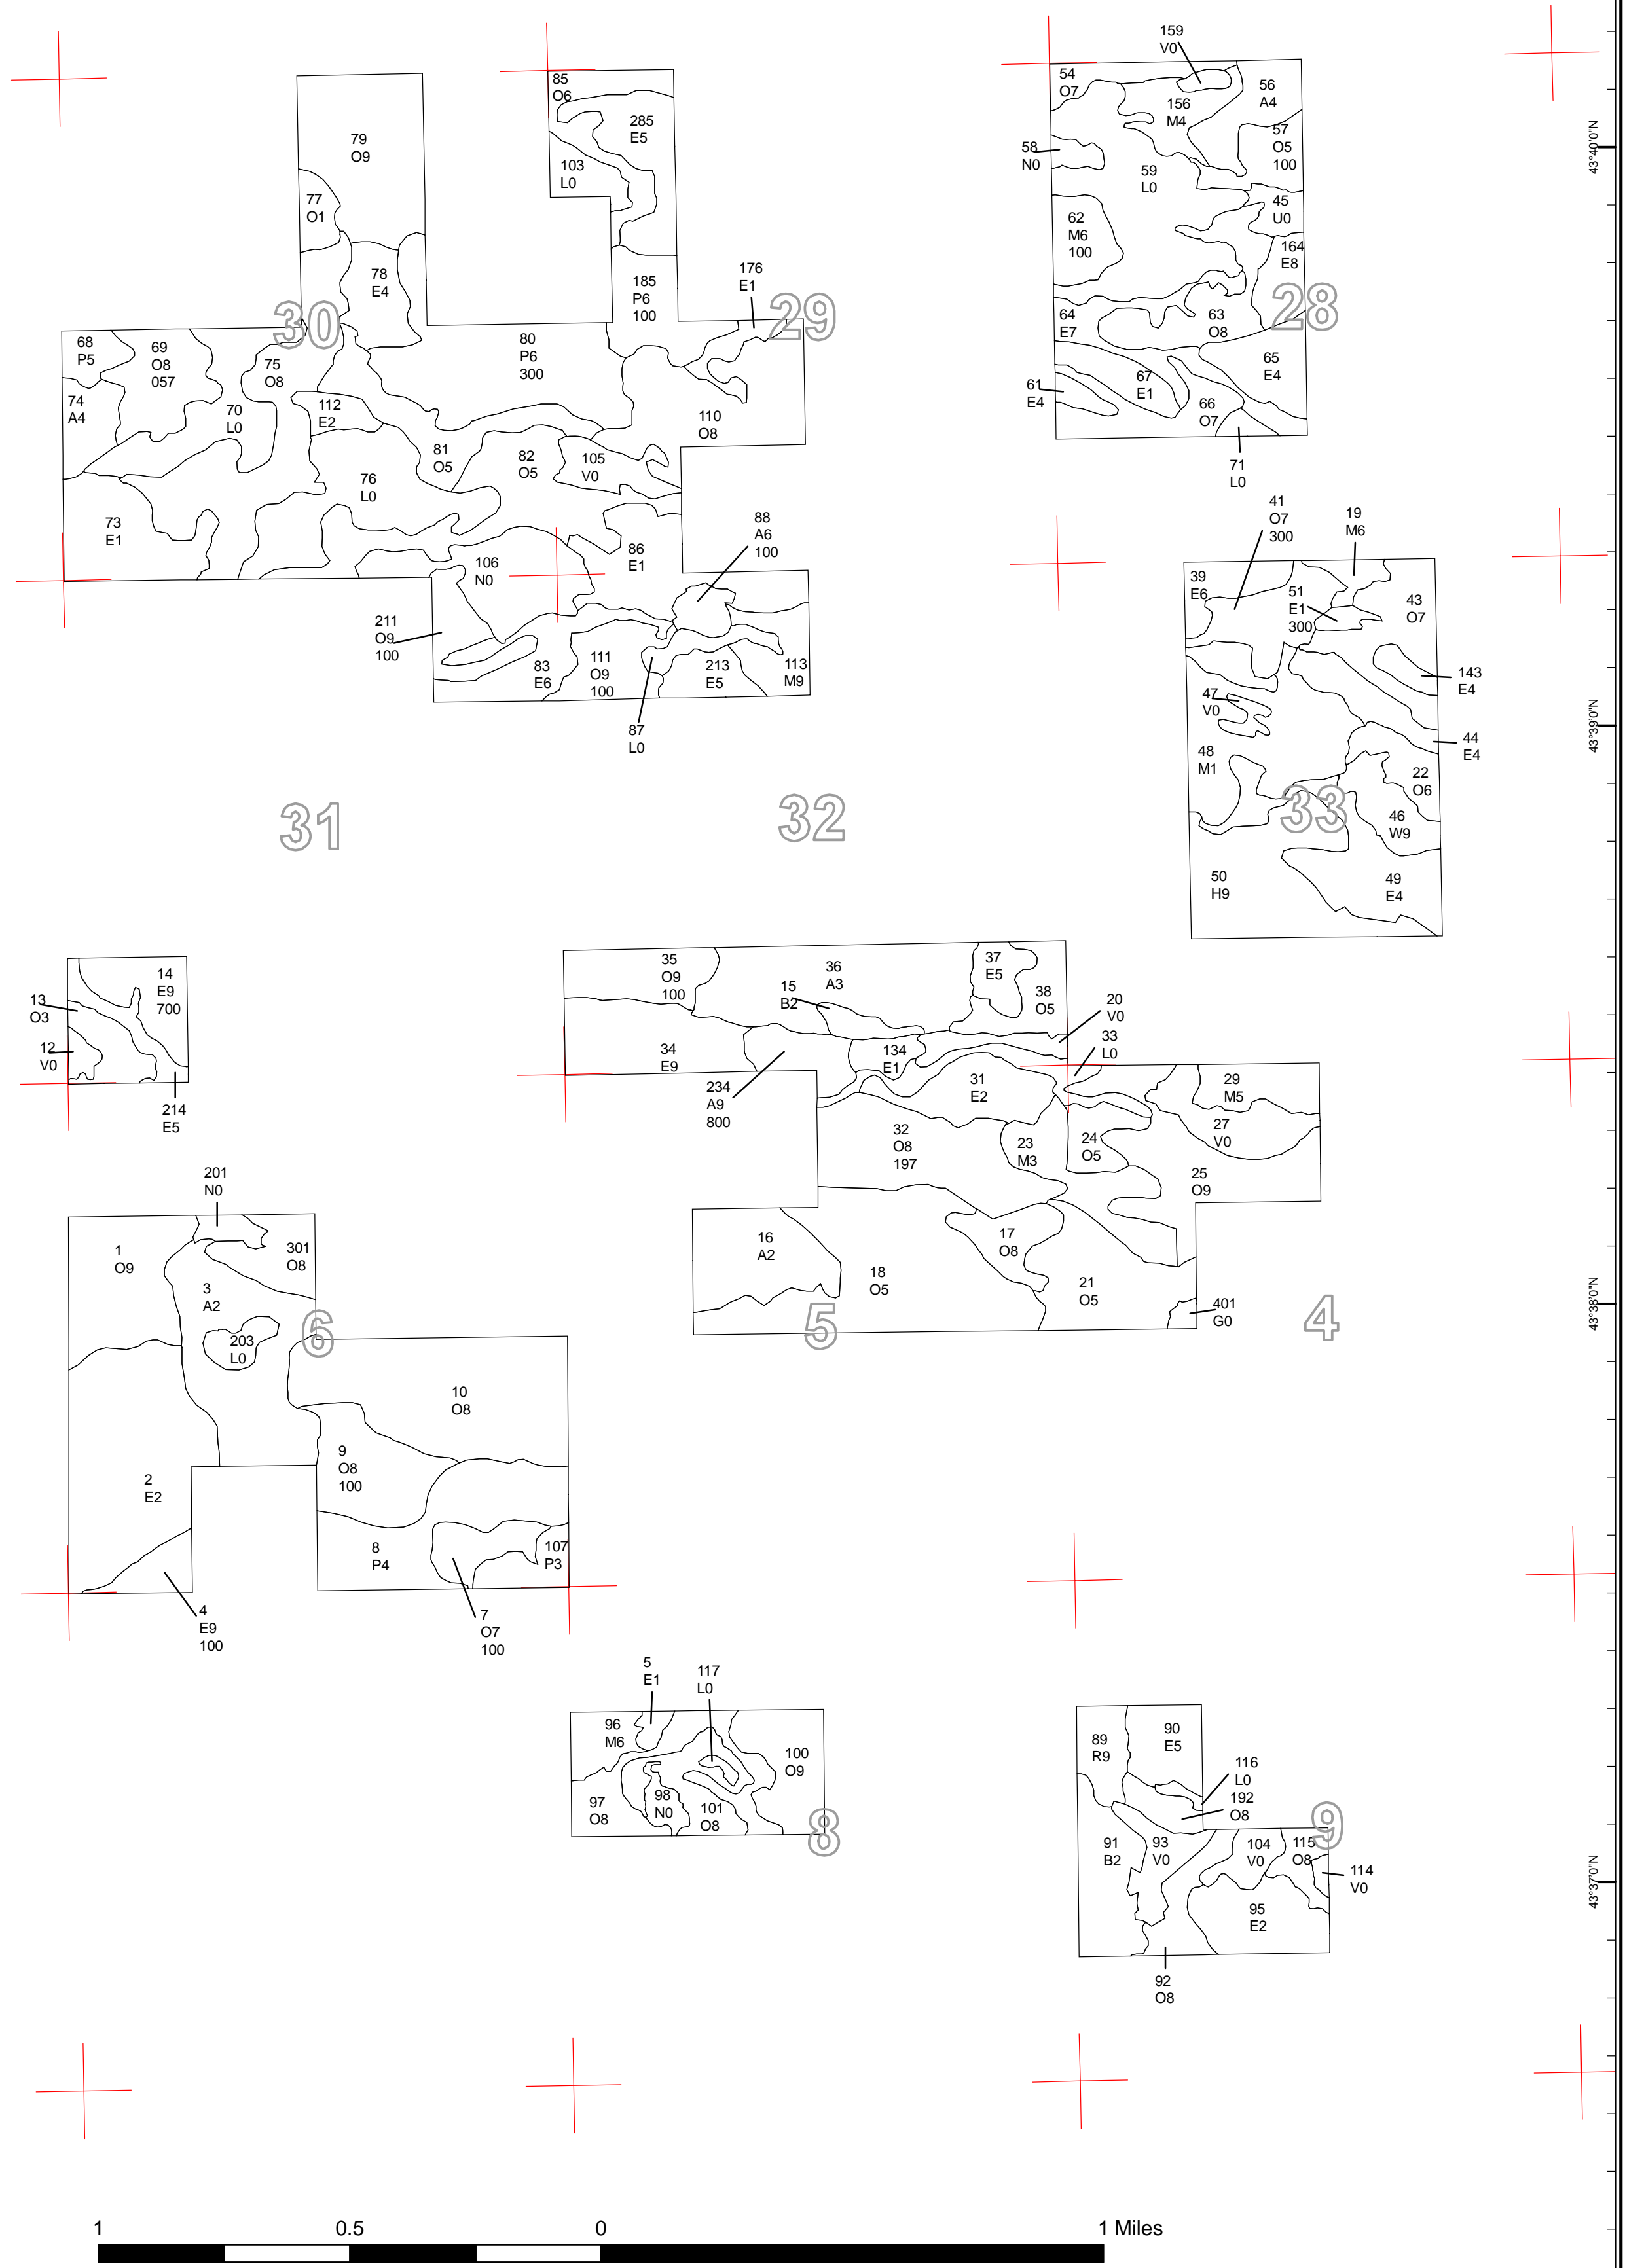 159
V0
54
O7
56
A4
156
M4
57
O5
100
58
N0
59
L0
45
U0
62
M6
100
164
E8
28
64
E7
63
O8
65
E4
67
E1
61
E4
66
O7
71
L0
85
O6
285
E5
103
L0
79
O9
77
O1
78
E4
185
P6
100
176
E1
30
29
68
P5
69
O8
057
75
O8
80
P6
300
74
A4
70
L0
112
E2
110
O8
81
O5
82
O5
105
V0
76
L0
73
E1
88
A6
100
86
E1
106
N0
211
O9
100
83
E6
111
O9
100
213
E5
113
M9
87
L0
43°40'0"N
41
O7
300
19
M6
39
E6
51
E1
300
43
O7
143
E4
47
V0
44
E4
48
M1
22
O6
33
46
W9
50
H9
49
E4
43°39'0"N
31
32
14
E9
700
13
O3
12
V0
214
E5
35
O9
100
36
A3
15
B2
37
E5
38
O5
20
V0
33
L0
34
E9
134
E1
234
A9
800
31
E2
29
M5
27
V0
32
O8
197
23
M3
24
O5
25
O9
16
A2
17
O8
18
O5
21
O5
401
G0
5
4
43°38'0"N
201
N0
1
O9
301
O8
3
A2
203
L0
6
10
O8
9
O8
100
2
E2
8
P4
107
P3
4
E9
100
7
O7
100
5
E1
117
L0
96
M6
100
O9
97
O8
98
N0
101
O8
8
89
R9
90
E5
116
L0
192
O8
9
91
B2
93
V0
104
V0
115
O8
114
V0
95
E2
92
O8
43°37'0"N
1
0.5
0
1 Miles